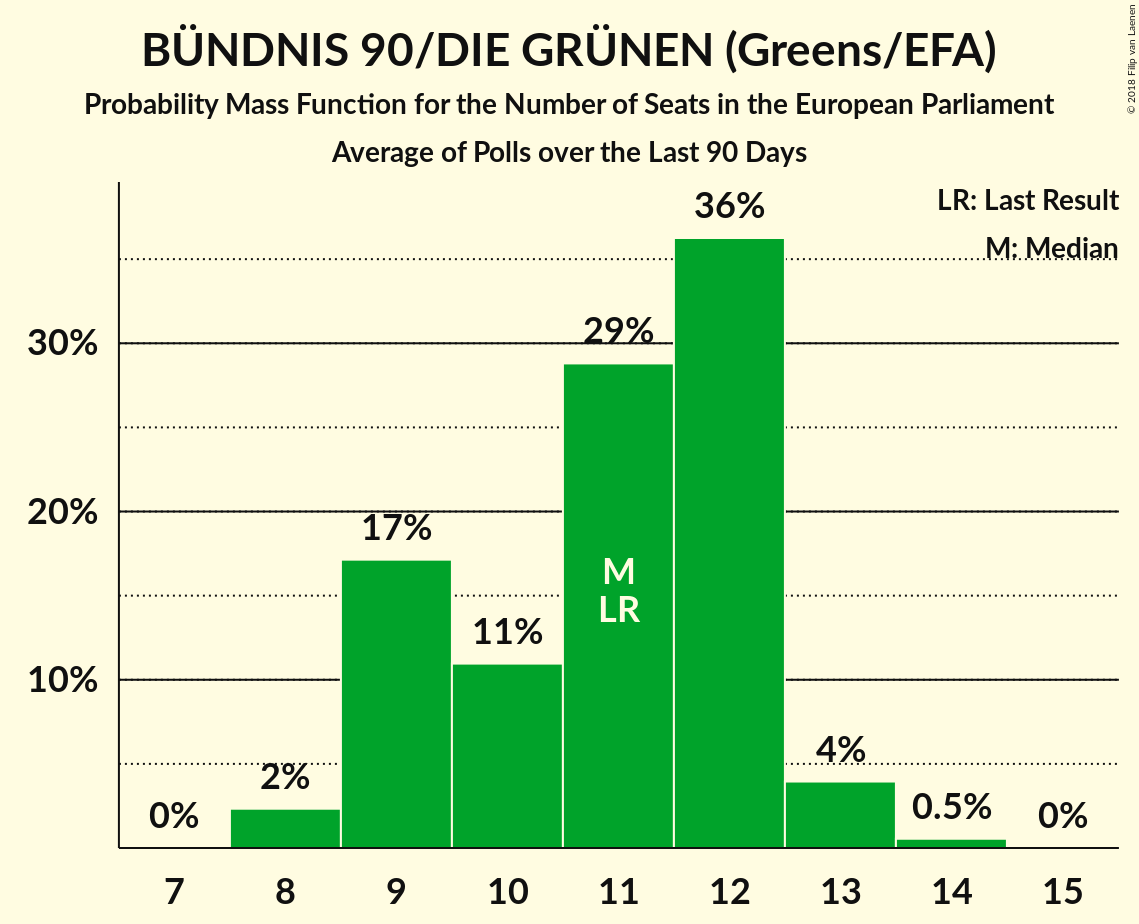 BÜNDNIS 90/DIE GRÜNEN (Greens/EFA)
Probability Mass Function for the Number of Seats in the European Parliament
Average of Polls over the Last 90 Days
© 2018 Filip van Laenen
LR: Last Result
M: Median
36%
30%
29%
20%
17%
M
LR
11%
10%
4%
2%
0.5%
0%
0%
7 8 9 10 11 12 13 14 15